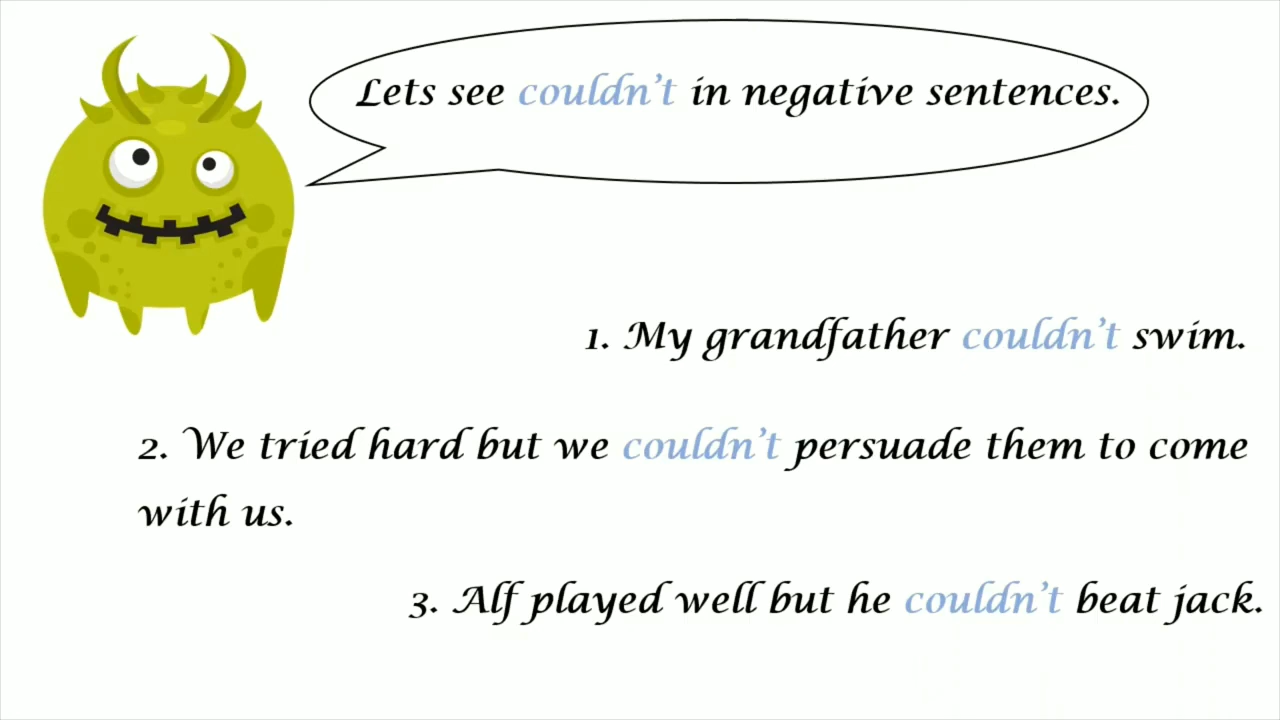 Lets see couldn't in negative sentences.
1. My grandfather couldn't swim.
2. We tried hard but we couldn't persuade them to come
with us.
3. Alf played well but he couldn't beat jack.